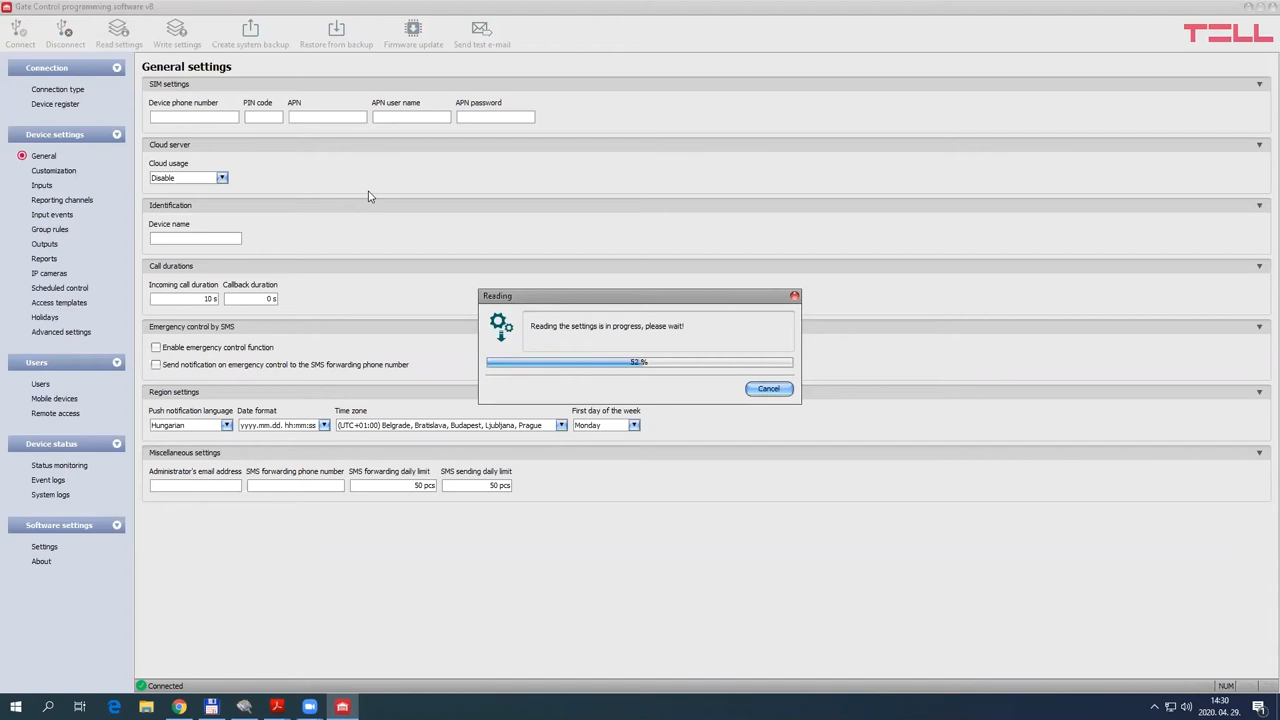 Gate Control programming software v8
Connect
Disconnect
Read settings
Write settings
Create system backup
Restore from backup
Firmware update
Send test e-mail
TELL
Connection
Connection type
Device register
Device settings
General
Customization
Inputs
Reporting channels
Input events
Group rules
Outputs
Reports
IP cameras
Scheduled control
Access templates
Holidays
Advanced settings
Users
Users
Mobile devices
Remote access
Device status
Status monitoring
Event logs
System logs
Software settings
Settings
About
General settings
SIM settings
Device phone number PIN code APN APN user name APN password
Cloud server
Cloud usage
Disable
Identification
Device name
Call durations
Incoming call duration Callback duration
10 s 0 s
Emergency control by SMS
Enable emergency control function
Send notification on emergency control to the SMS forwarding phone number
Region settings
Push notification language Date format Time zone First day of the week
Hungarian yyyy.mm.dd. hh:mm:ss (UTC+01:00) Belgrade, Bratislava, Budapest, Ljubljana, Prague Monday
Miscellaneous settings
Administrator's email address SMS forwarding phone number SMS forwarding daily limit SMS sending daily limit
50 pcs 50 pcs
Reading
Reading the settings is in progress, please wait!
52 %
Cancel
Connected
NUM
14:30
2020. 04. 29.